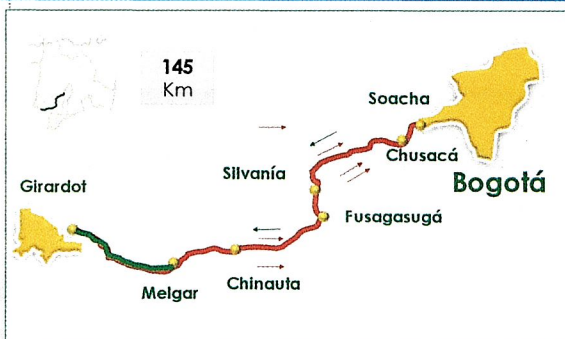 145
Km
Soacha
Chusacá
Bogotá
Silvanía
Girardot
Fusagasugá
Chinauta
Melgar